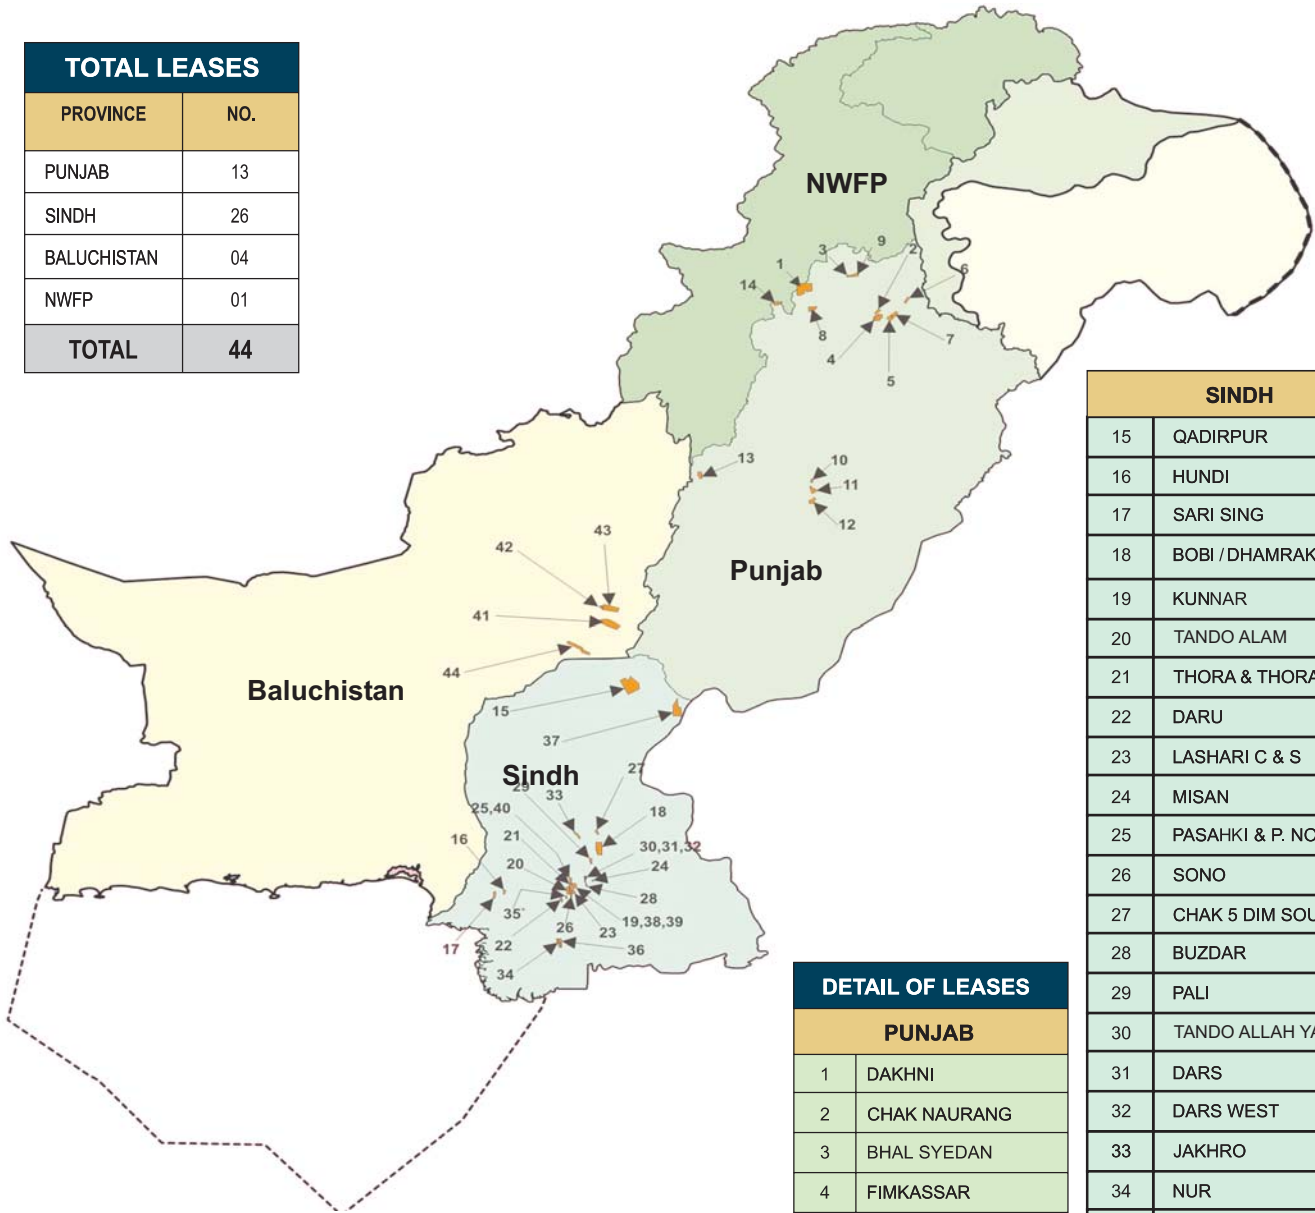 TOTAL LEASES
PROVINCE NO.
PUNJAB 13
SINDH 26
BALUCHISTAN 04
NWFP 01
TOTAL 44
NWFP
3 9 2
1 6
14
8
4 7
5
13 10
11
12
Punjab
43
42
41
44
Baluchistan
15
37
Sindh
29 27
25,40 33
18
16 21 30,31,32
20 24
28
35
26 19,38,39
17 22 23
34 36
SINDH
15 QADIRPUR
16 HUNDI
17 SARI SING
18 BOBI / DHAMRAK
19 KUNNAR
20 TANDO ALAM
21 THORA & THORA
22 DARU
23 LASHARI C & S
24 MISAN
25 PASAHKI & P. NO
26 SONO
27 CHAK 5 DIM SOU
28 BUZDAR
29 PALI
30 TANDO ALLAH YA
31 DARS
32 DARS WEST
33 JAKHRO
34 NUR
DETAIL OF LEASES
PUNJAB
1 DAKHNI
2 CHAK NAURANG
3 BHAL SYEDAN
4 FIMKASSAR